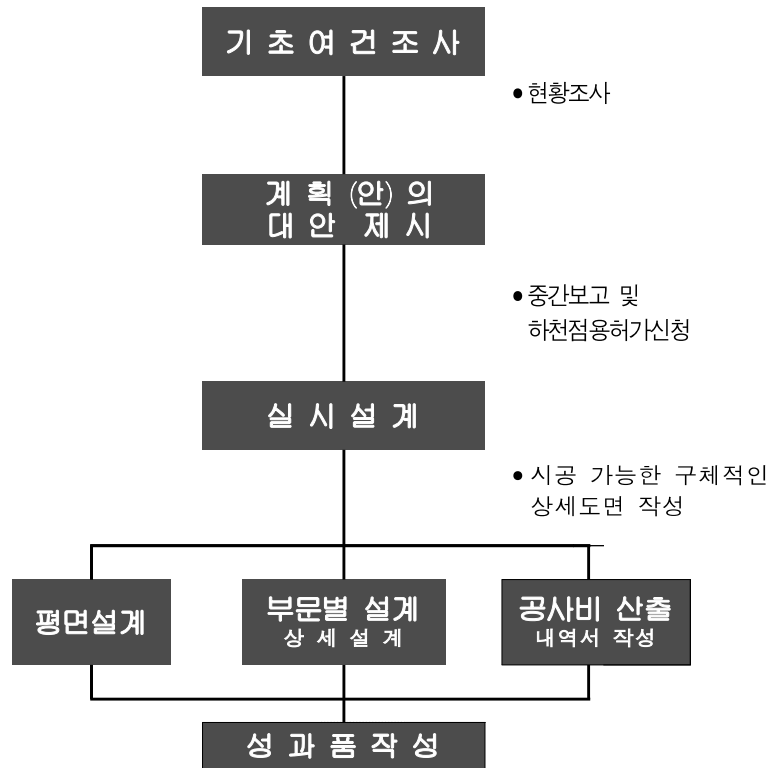 기초여건조사
● 현황조사
계획(안)의
대안 제시
● 중간보고 및
하천점용허가신청
실시설계
● 시공 가능한 구체적인
상세도면 작성
평면설계
부문별 설계
상세설계
공사비 산출
내역서 작성
성과품작성